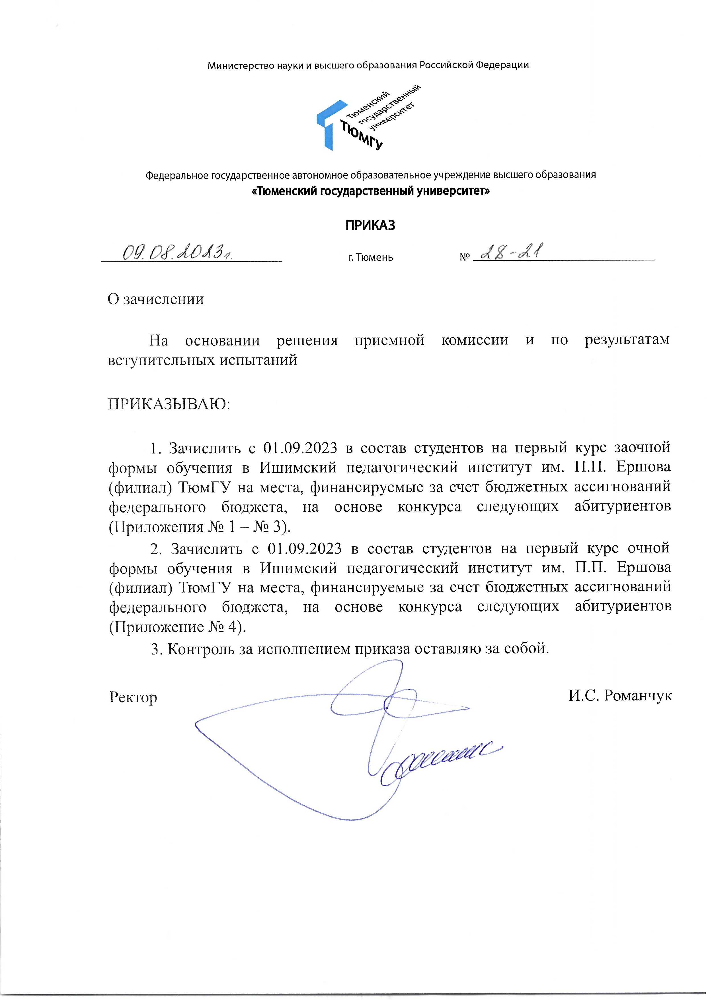 Министерство науки и высшего образования Российской Федерации
Тюменский
государственный
университет
ТЮМГУ
Федеральное государственное автономное образовательное учреждение высшего образования
«Тюменский государственный университет»
ПРИКАЗ
09.08.2023г. г. Тюмень № 28-21
О зачислении
На основании решения приемной комиссии и по результатам
вступительных испытаний
ПРИКАЗЫВАЮ:
1. Зачислить с 01.09.2023 в состав студентов на первый курс заочной
формы обучения в Ишимский педагогический институт им. П.П. Ершова
(филиал) ТюмГУ на места, финансируемые за счет бюджетных ассигнований
федерального бюджета, на основе конкурса следующих абитуриентов
(Приложения № 1 – № 3).
2. Зачислить с 01.09.2023 в состав студентов на первый курс очной
формы обучения в Ишимский педагогический институт им. П.П. Ершова
(филиал) ТюмГУ на места, финансируемые за счет бюджетных ассигнований
федерального бюджета, на основе конкурса следующих абитуриентов
(Приложение № 4).
3. Контроль за исполнением приказа оставляю за собой.
Ректор И.С. Романчук